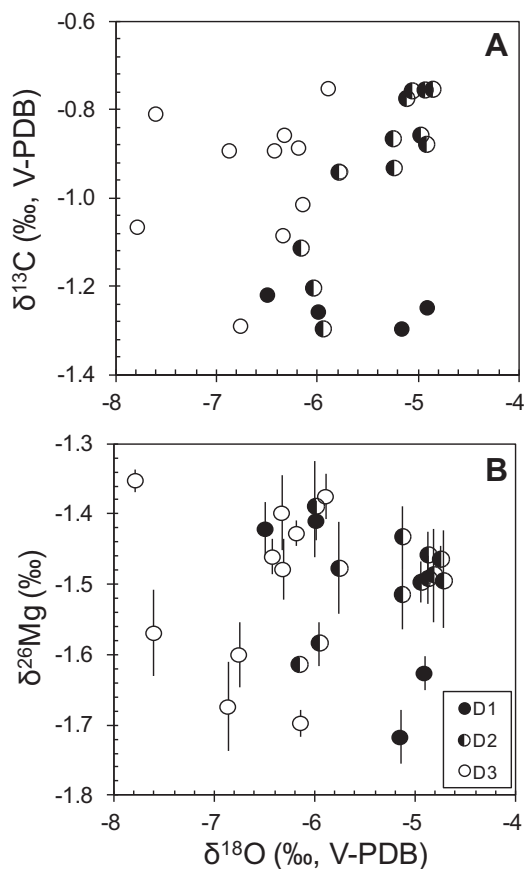 -0.6
A
-0.8
-1.0
-1.2
-1.4
δ¹³C (‰, V-PDB)
-8 -7 -6 -5 -4
-1.3
B
-1.4
-1.5
-1.6
-1.7
-1.8
δ²⁶Mg (‰)
D1
D2
D3
-8 -7 -6 -5 -4
δ¹⁸O (‰, V-PDB)